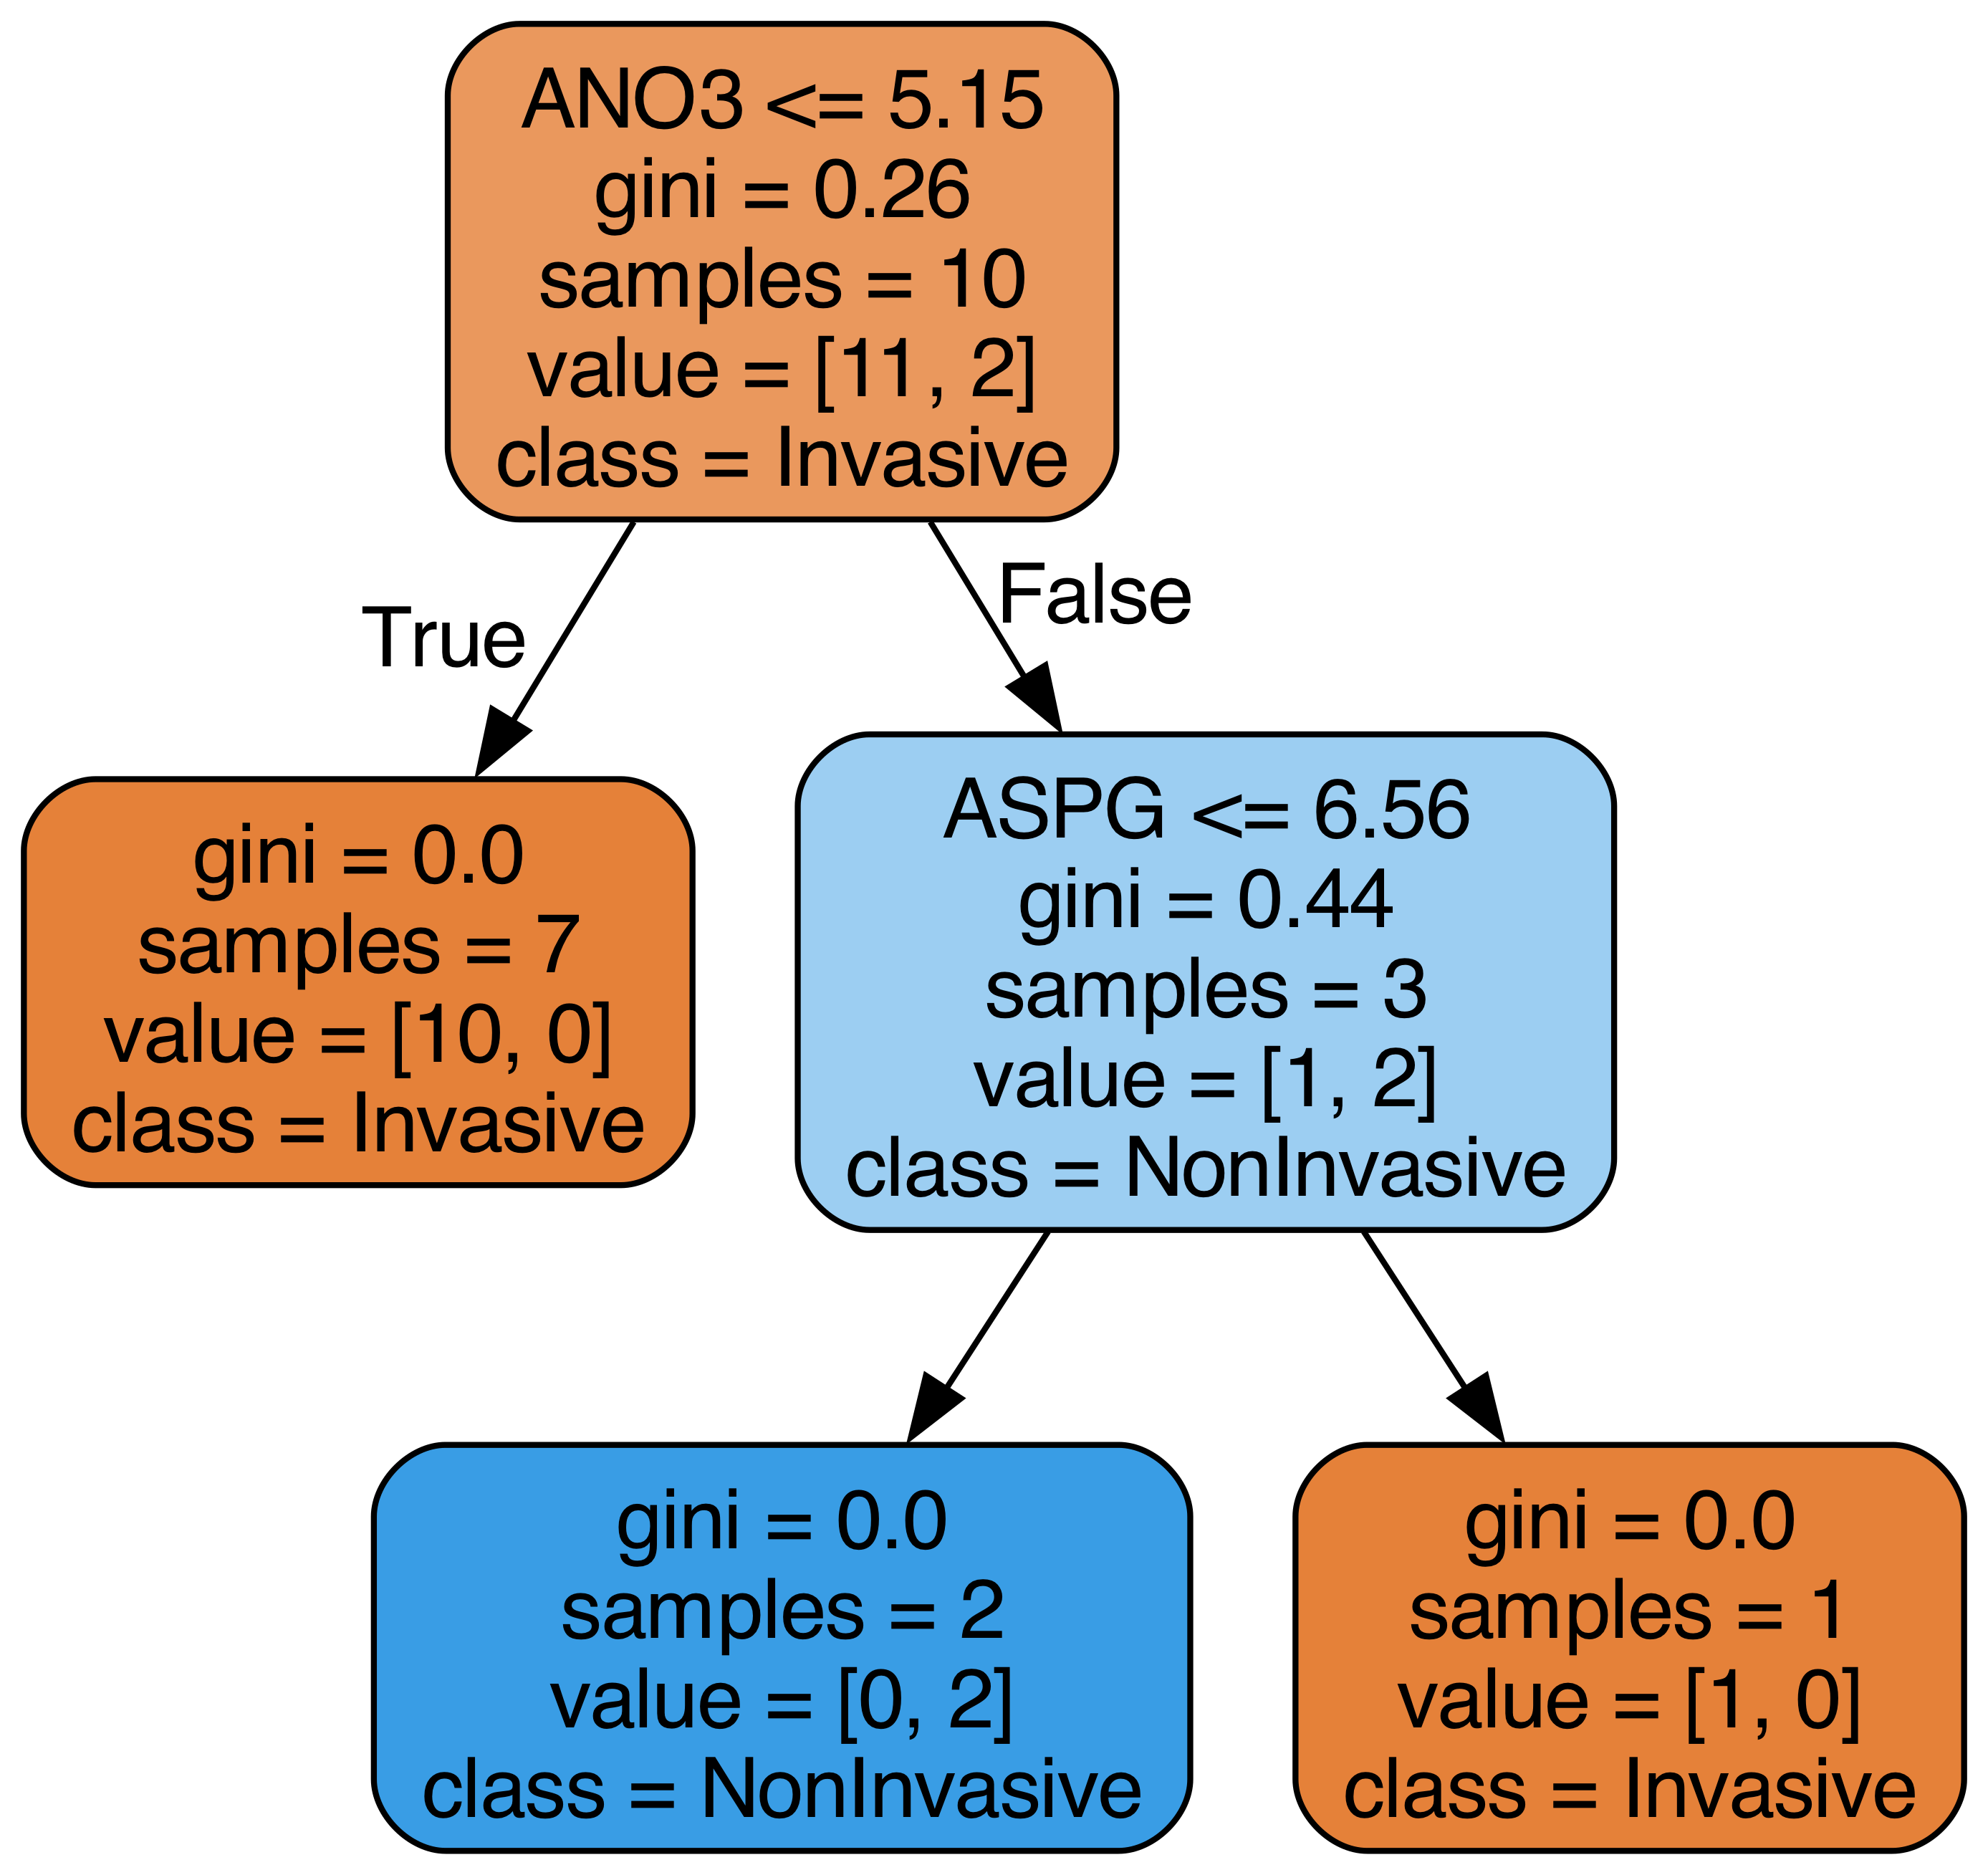 ANO3 <= 5.15
gini = 0.26
samples = 10
value = [11, 2]
class = Invasive
True
False
gini = 0.0
samples = 7
value = [10, 0]
class = Invasive
ASPG <= 6.56
gini = 0.44
samples = 3
value = [1, 2]
class = NonInvasive
gini = 0.0
samples = 2
value = [0, 2]
class = NonInvasive
gini = 0.0
samples = 1
value = [1, 0]
class = Invasive